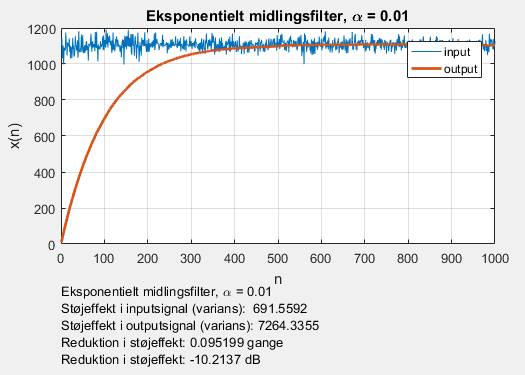 Eksponentielt midlingsfilter, α = 0.01
1200
1000
800
600
400
200
0
x(n)
input
output
0 100 200 300 400 500 600 700 800 900 1000
n
Eksponentielt midlingsfilter, α = 0.01
Støjeffekt i inputsignal (varians): 691.5592
Støjeffekt i outputsignal (varians): 7264.3355
Reduktion i støjeffekt: 0.095199 gange
Reduktion i støjeffekt: -10.2137 dB